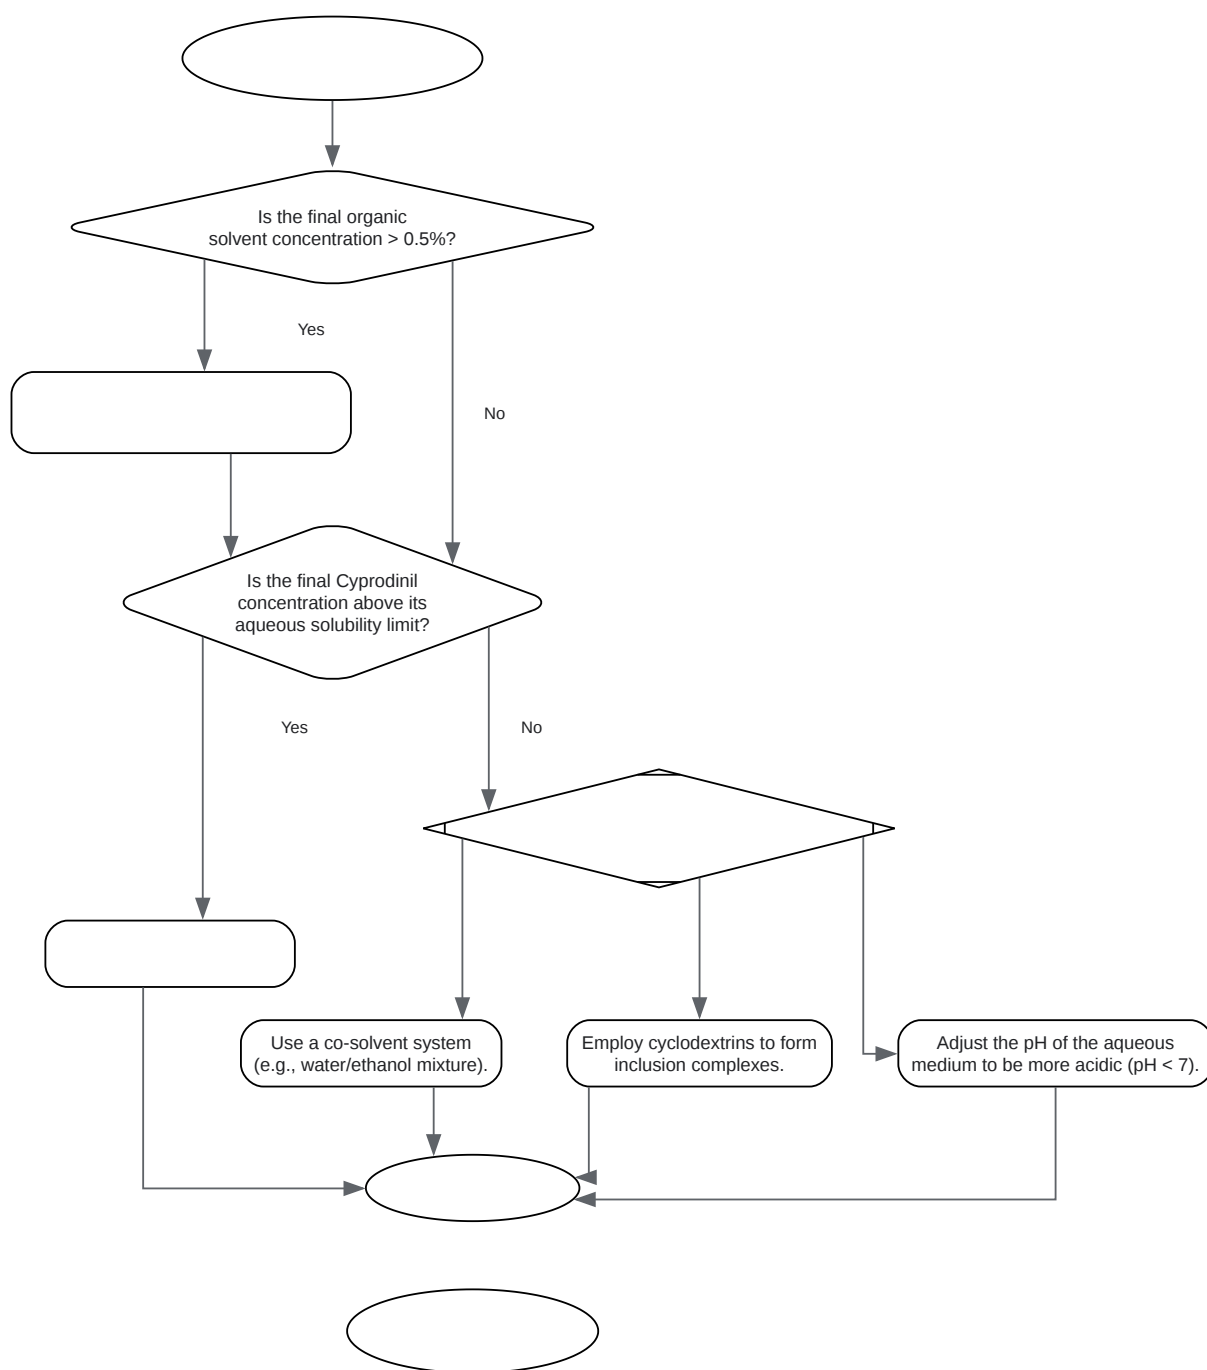 Is the final organic
solvent concentration > 0.5%?
Yes
No
Is the final Cyprodinil
concentration above its
aqueous solubility limit?
Yes
No
Use a co-solvent system
(e.g., water/ethanol mixture).
Employ cyclodextrins to form
inclusion complexes.
Adjust the pH of the aqueous
medium to be more acidic (pH < 7).